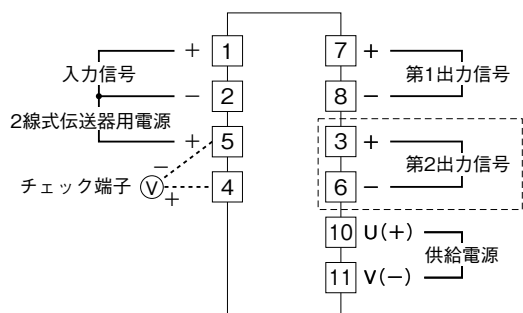 + 1
入力信号
− 2
2線式伝送器用電源
+ 5
−
チェック端子 V
+ 4
7 +
第1出力信号
8 −
3 +
第2出力信号
6 −
10 U(+)
供給電源
11 V(−)